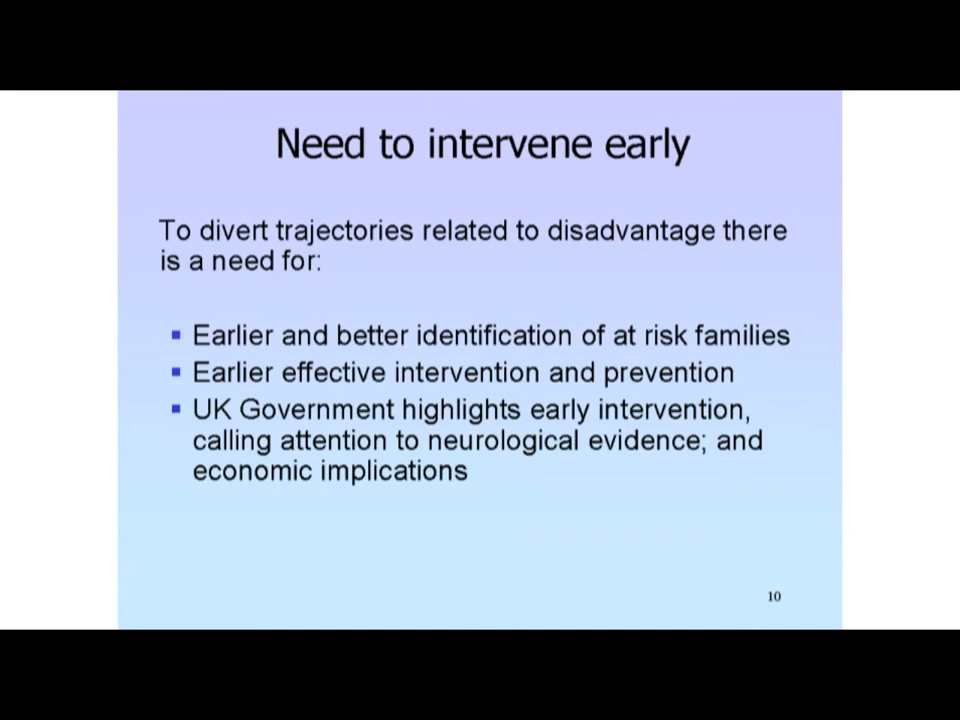 Need to intervene early
To divert trajectories related to disadvantage there
is a need for:
Earlier and better identification of at risk families
Earlier effective intervention and prevention
UK Government highlights early intervention,
calling attention to neurological evidence; and
economic implications
10